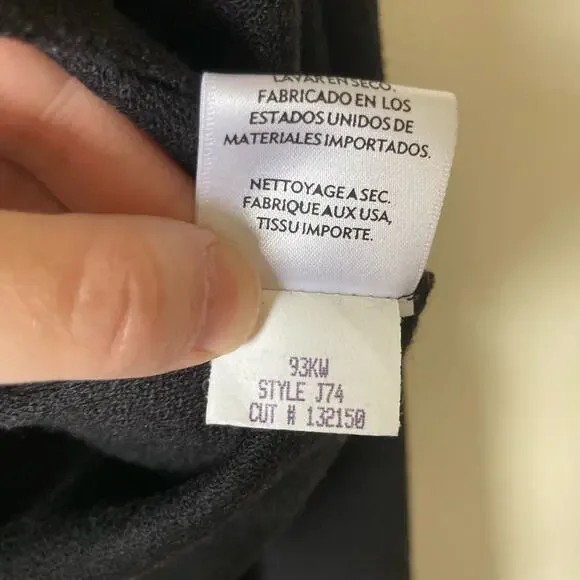 LAVAR EN SECO.
FABRICADO EN LOS
ESTADOS UNIDOS DE
MATERIALES IMPORTADOS.
NETTOYAGE A SEC.
FABRIQUE AUX USA,
TISSU IMPORTE.
93KW
STYLE J74
CUT # 132150